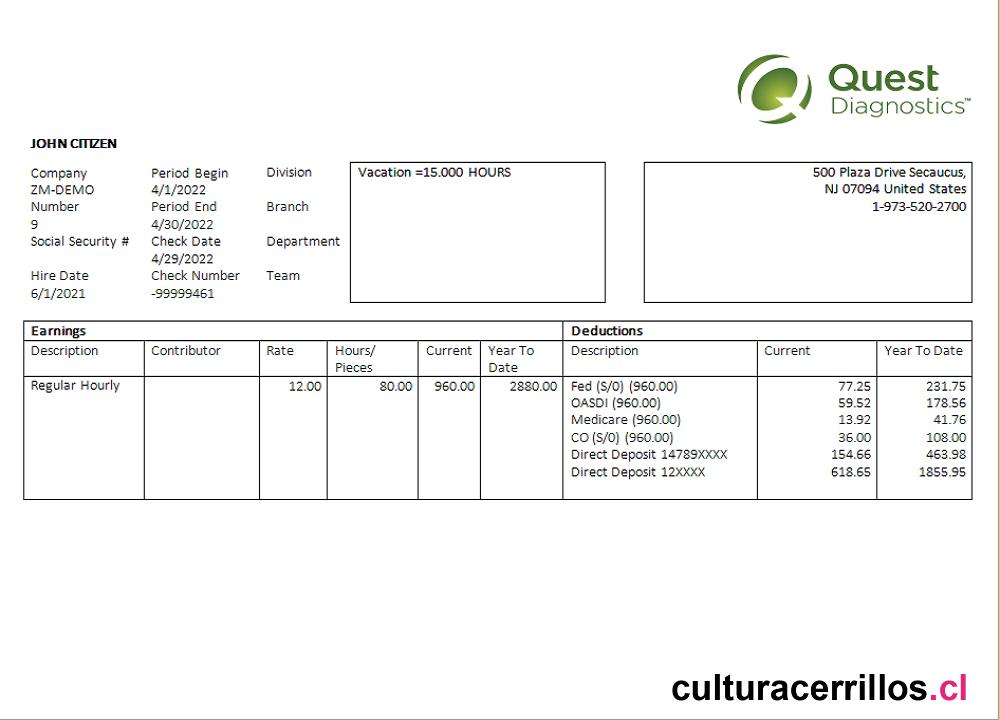 Quest
Diagnostics™
JOHN CITIZEN
Company Period Begin Division
ZM-DEMO 4/1/2022
Number Period End Branch
9 4/30/2022
Social Security # Check Date Department
4/29/2022
Hire Date Check Number Team
6/1/2021 -99999461
Vacation =15.000 HOURS
500 Plaza Drive Secaucus,
NJ 07094 United States
1-973-520-2700
Earnings Deductions
Description Contributor Rate Hours/ Current Year To Description Current Year To Date
Pieces Date
Regular Hourly 12.00 80.00 960.00 2880.00 Fed (S/0) (960.00) 77.25 231.75
OASDI (960.00) 59.52 178.56
Medicare (960.00) 13.92 41.76
CO (S/0) (960.00) 36.00 108.00
Direct Deposit 14789XXXX 154.66 463.98
Direct Deposit 12XXXX 618.65 1855.95
culturacerrillos.cl